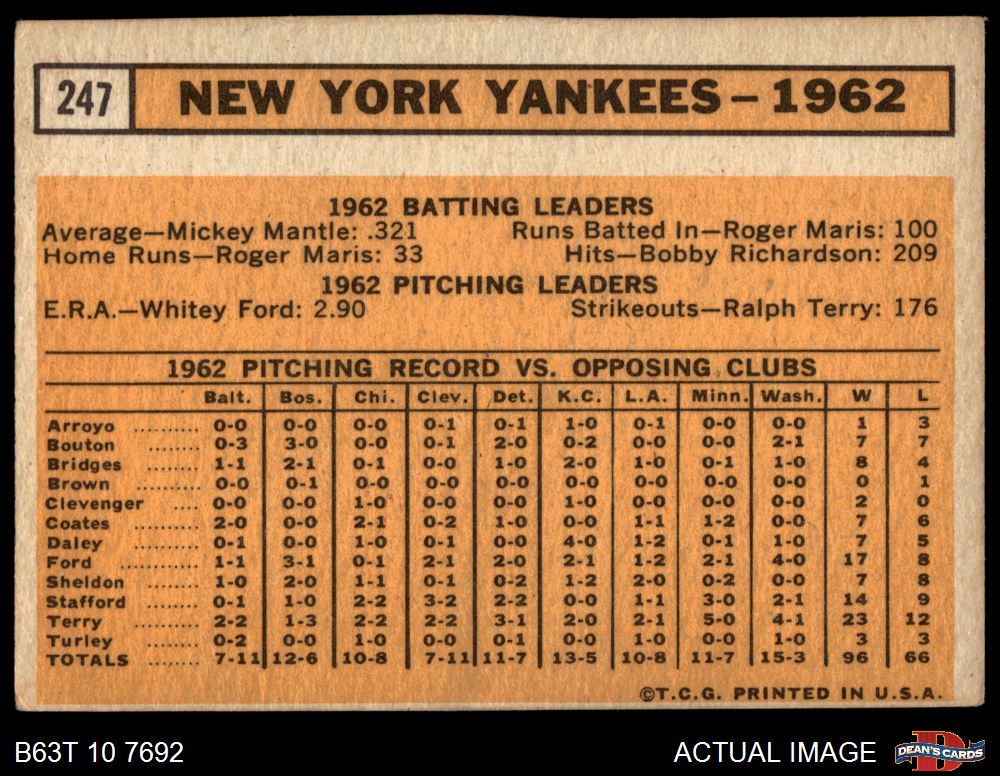 247 NEW YORK YANKEES – 1962
1962 BATTING LEADERS
Average—Mickey Mantle: .321 Runs Batted In—Roger Maris: 100
Home Runs—Roger Maris: 33 Hits—Bobby Richardson: 209
1962 PITCHING LEADERS
E.R.A.—Whitey Ford: 2.90 Strikeouts—Ralph Terry: 176
1962 PITCHING RECORD VS. OPPOSING CLUBS
Balt. Bos. Chi. Clev. Det. K.C. L.A. Minn. Wash. W L
Arroyo .......... 0-0 0-0 0-0 0-1 0-1 1-0 0-1 0-0 0-0 1 3
Bouton ........ 0-3 3-0 0-0 0-1 2-0 0-2 0-0 0-0 2-1 7 7
Bridges ........ 1-1 2-1 0-1 0-0 1-0 2-0 1-0 0-1 1-0 8 4
Brown .......... 0-0 0-1 0-0 0-0 0-0 0-0 0-0 0-0 0-0 0 1
Clevenger .... 0-0 0-0 1-0 0-0 0-0 1-0 0-0 0-0 0-0 2 0
Coates .......... 2-0 0-0 2-1 0-2 1-0 0-0 1-1 1-2 0-0 7 6
Daley .......... 0-1 0-0 1-0 0-1 0-0 4-0 1-2 0-1 1-0 7 5
Ford .......... 1-1 3-1 0-1 2-1 2-0 2-1 1-2 2-1 4-0 17 8
Sheldon ........ 1-0 2-0 1-1 0-1 0-2 1-2 2-0 0-2 0-0 7 8
Stafford ........ 0-1 1-0 2-2 3-2 2-2 0-0 1-1 3-0 2-1 14 9
Terry .......... 2-2 1-3 2-2 2-2 3-1 2-0 2-1 5-0 4-1 23 12
Turley .......... 0-2 0-0 1-0 0-0 0-1 0-0 1-0 0-0 1-0 3 3
TOTALS ........ 7-11 12-6 10-8 7-11 11-7 13-5 10-8 11-7 15-3 96 66
©T.C.G. PRINTED IN U.S.A.
B63T 10 7692 ACTUAL IMAGE DEAN'S CARDS